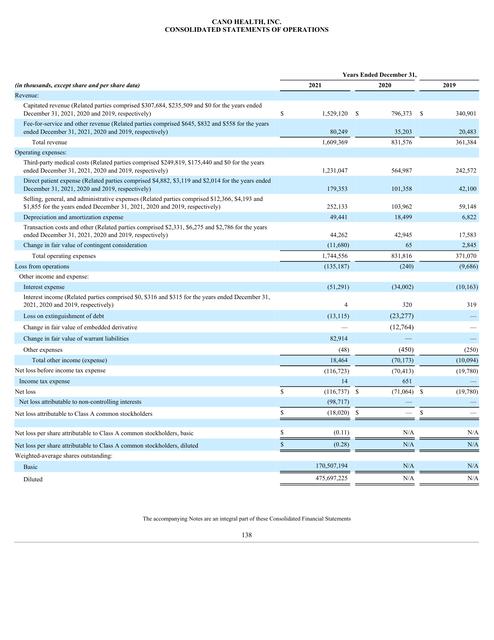 CANO HEALTH, INC.
CONSOLIDATED STATEMENTS OF OPERATIONS
Years Ended December 31,
(in thousands, except share and per share data) 2021 2020 2019
Revenue:
Capitated revenue (Related parties comprised $307,684, $235,509 and $0 for the years
ended December 31, 2021, 2020 and 2019, respectively) $ 1,529,120 $ 796,373 $ 340,901
Fee-for-service and other revenue (Related parties comprised $645, $832 and $558 for the years
ended December 31, 2021, 2020 and 2019, respectively) 80,249 35,203 20,483
Total revenue 1,609,369 831,576 361,384
Operating expenses:
Third-party medical costs (Related parties comprised $249,819, $175,440 and $0 for the years
ended December 31, 2021, 2020 and 2019, respectively) 1,231,047 564,987 242,572
Direct patient expense (Related parties comprised $4,882, $3,119 and $2,014 for the years ended
December 31, 2021, 2020 and 2019, respectively) 179,353 101,358 42,100
Selling, general, and administrative expenses (Related parties comprised $12,366, $4,193 and
$1,855 for the years ended December 31, 2021, 2020 and 2019, respectively) 252,133 103,962 59,148
Depreciation and amortization expense 49,441 18,499 6,822
Transaction costs and other (Related parties comprised $2,331, $6,275 and $2,786 for the years
ended December 31, 2021, 2020 and 2019, respectively) 44,262 42,945 17,583
Change in fair value of contingent consideration (11,680) 65 2,845
Total operating expenses 1,744,556 831,816 371,070
Loss from operations (135,187) (240) (9,686)
Other income and expense:
Interest expense (51,291) (34,002) (10,163)
Interest income (Related parties comprised $0, $316 and $315 for the years ended December 31,
2021, 2020 and 2019, respectively) 4 320 319
Loss on extinguishment of debt (13,115) (23,277) —
Change in fair value of embedded derivative — (12,764) —
Change in fair value of warrant liabilities 82,914 — —
Other expenses (48) (450) (250)
Total other income (expense) 18,464 (70,173) (10,094)
Net loss before income tax expense (116,723) (70,413) (19,780)
Income tax expense 14 651 —
Net loss $ (116,737) $ (71,064) $ (19,780)
Net loss attributable to non-controlling interests (98,717) — —
Net loss attributable to Class A common stockholders $ (18,020) $ — $ —
Net loss per share attributable to Class A common stockholders, basic $ (0.11) N/A N/A
Net loss per share attributable to Class A common stockholders, diluted $ (0.28) N/A N/A
Weighted-average shares outstanding:
Basic 170,507,194 N/A N/A
Diluted 475,697,225 N/A N/A
The accompanying Notes are an integral part of these Consolidated Financial Statements
138